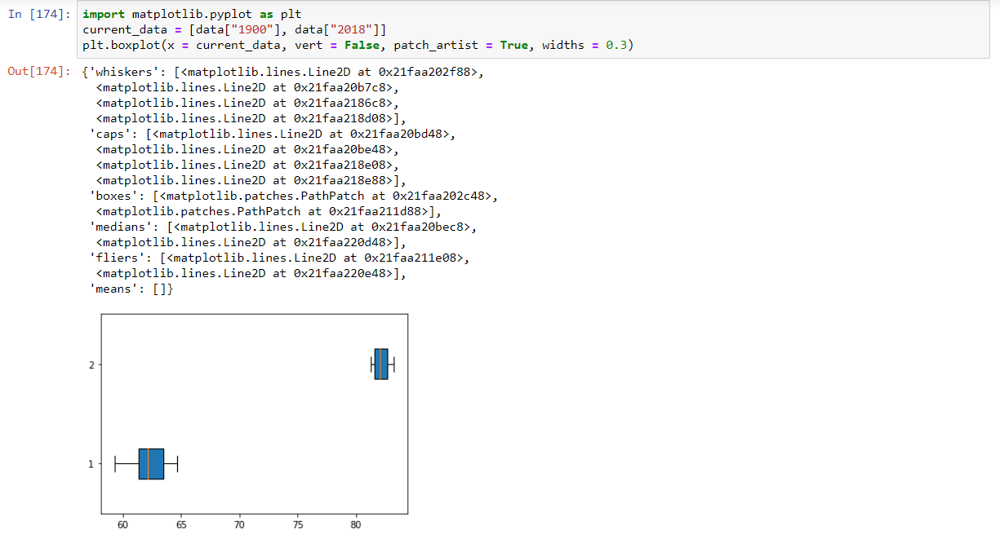 In [174]: import matplotlib.pyplot as plt
current_data = [data["1900"], data["2018"]]
plt.boxplot(x = current_data, vert = False, patch_artist = True, widths = 0.3)
Out[174]: {'whiskers': [<matplotlib.lines.Line2D at 0x21faa202f88>,
<matplotlib.lines.Line2D at 0x21faa20b7c8>,
<matplotlib.lines.Line2D at 0x21faa2186c8>,
<matplotlib.lines.Line2D at 0x21faa218d08>],
'caps': [<matplotlib.lines.Line2D at 0x21faa20bd48>,
<matplotlib.lines.Line2D at 0x21faa20be48>,
<matplotlib.lines.Line2D at 0x21faa218e08>,
<matplotlib.lines.Line2D at 0x21faa218e88>],
'boxes': [<matplotlib.patches.PathPatch at 0x21faa202c48>,
<matplotlib.patches.PathPatch at 0x21faa211d88>],
'medians': [<matplotlib.lines.Line2D at 0x21faa20bec8>,
<matplotlib.lines.Line2D at 0x21faa220d48>],
'fliers': [<matplotlib.lines.Line2D at 0x21faa211e08>,
<matplotlib.lines.Line2D at 0x21faa220e48>],
'means': []}
2
1
60 65 70 75 80